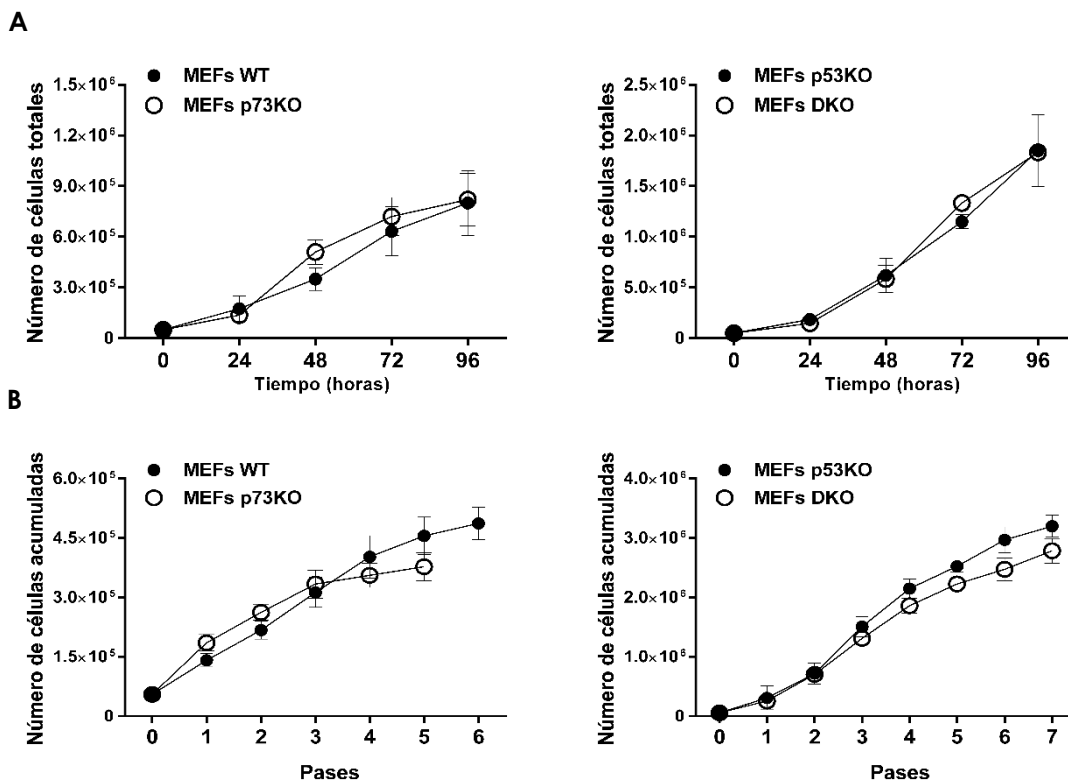 A
MEFs WT
MEFs p73KO
Número de células totales
1.5×10⁶
1.2×10⁶
9.0×10⁵
6.0×10⁵
3.0×10⁵
0
0 24 48 72 96
Tiempo (horas)
MEFs p53KO
MEFs DKO
Número de células totales
2.5×10⁶
2.0×10⁶
1.5×10⁶
1.0×10⁶
5.0×10⁵
0
0 24 48 72 96
Tiempo (horas)
B
MEFs WT
MEFs p73KO
Número de células acumuladas
6.0×10⁵
4.5×10⁵
3.0×10⁵
1.5×10⁵
0
0 1 2 3 4 5 6
Pases
MEFs p53KO
MEFs DKO
Número de células acumuladas
4.0×10⁶
3.0×10⁶
2.0×10⁶
1.0×10⁶
0
0 1 2 3 4 5 6 7
Pases